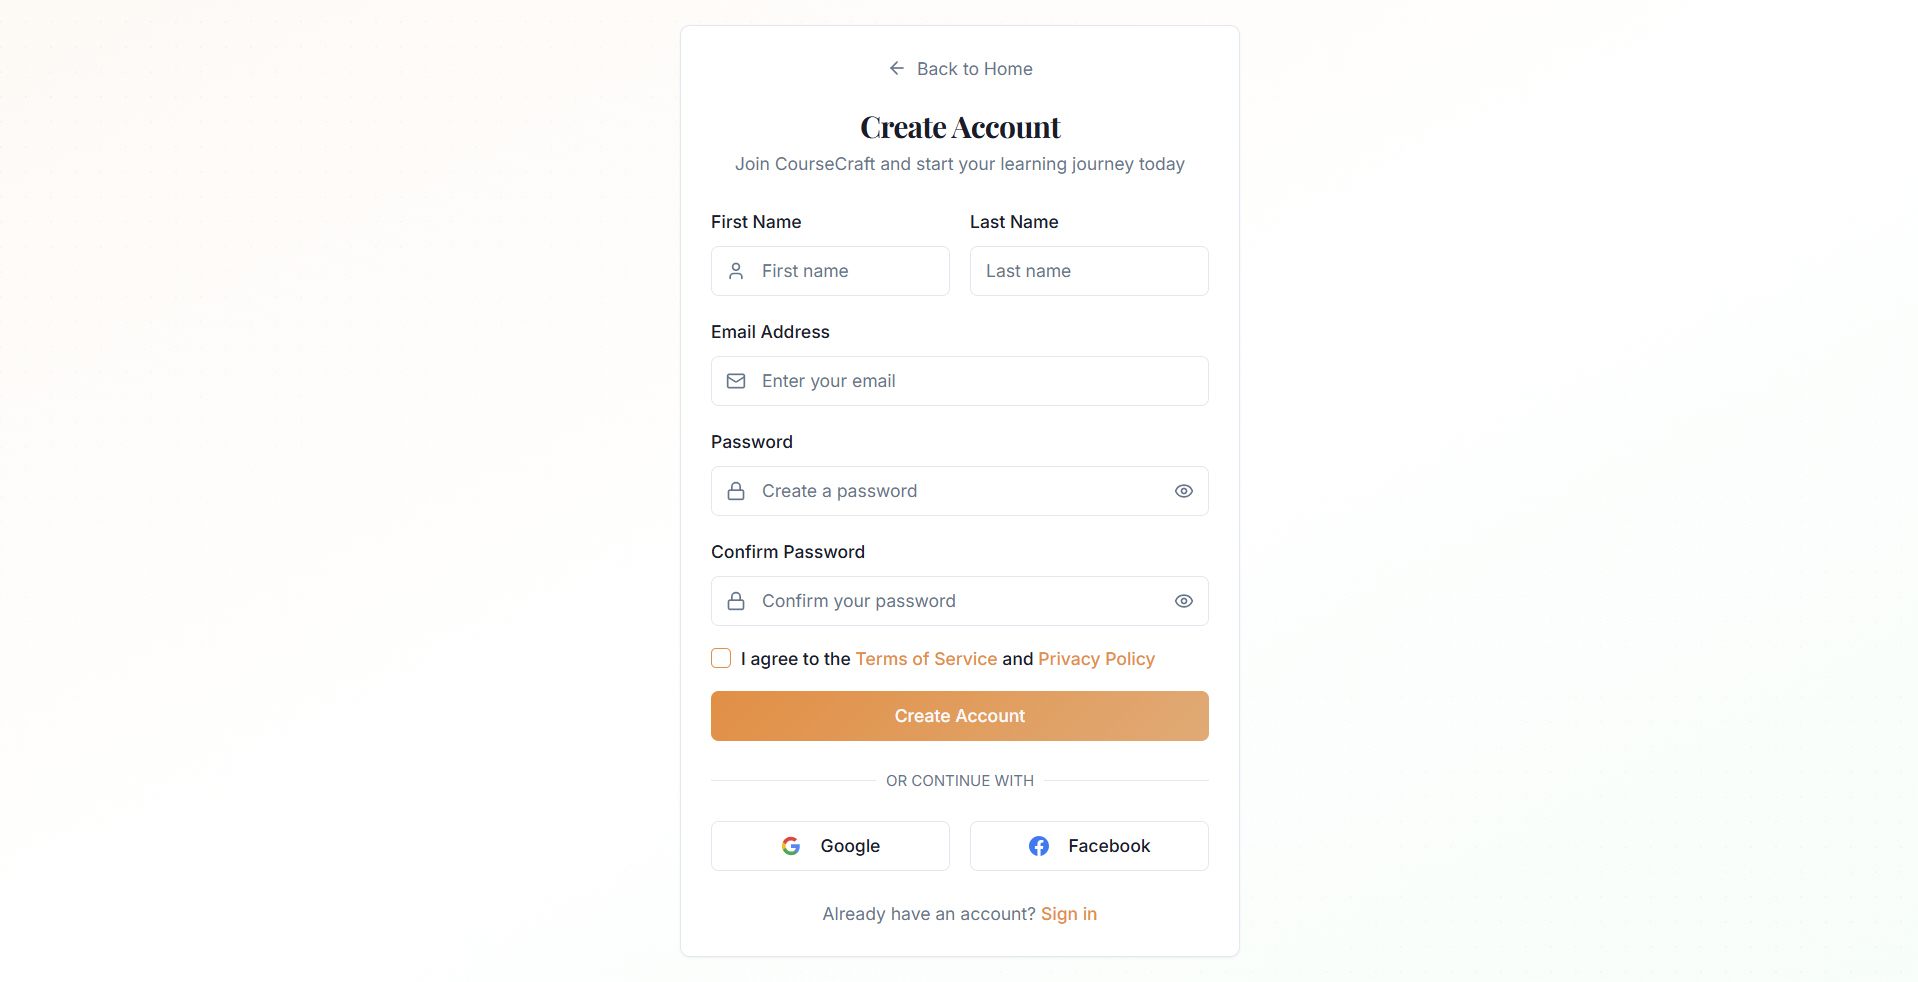 Back to Home
Create Account
Join CourseCraft and start your learning journey today
First Name
Last Name
First name
Last name
Email Address
Enter your email
Password
Create a password
Confirm Password
Confirm your password
I agree to the Terms of Service and Privacy Policy
Create Account
OR CONTINUE WITH
Google
Facebook
Already have an account? Sign in